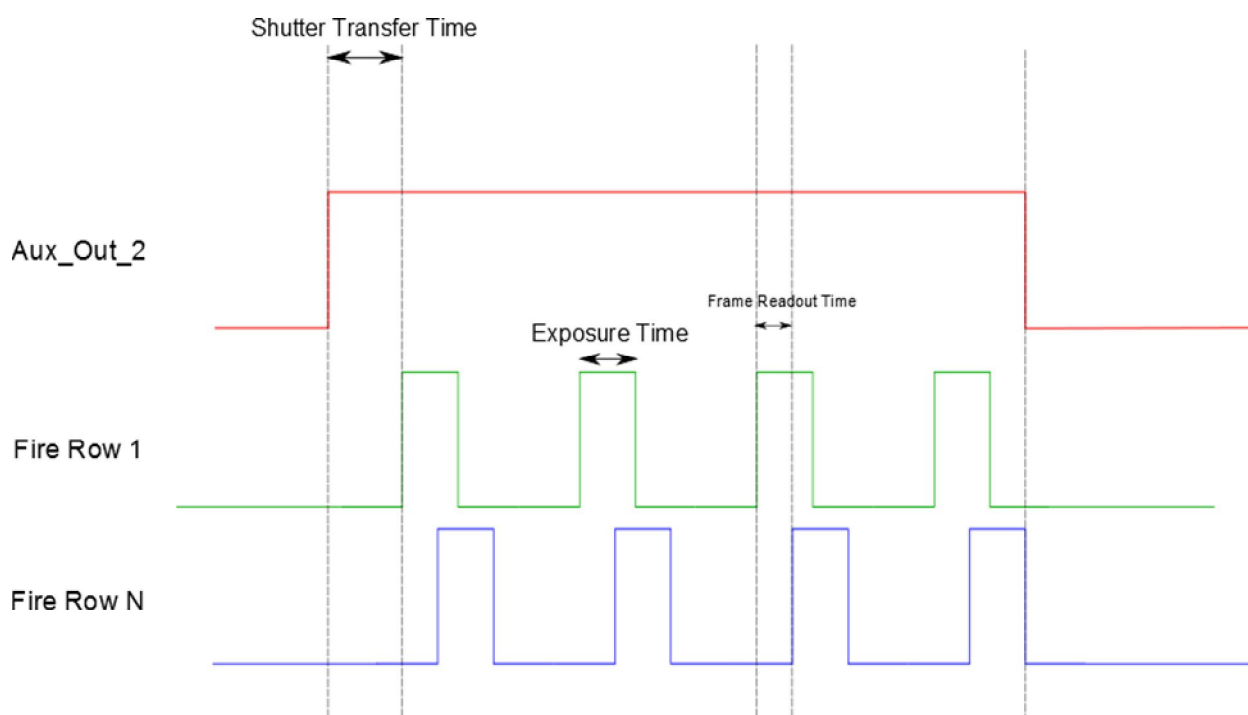 Shutter Transfer Time
Aux_Out_2
Frame Readout Time
Exposure Time
Fire Row 1
Fire Row N